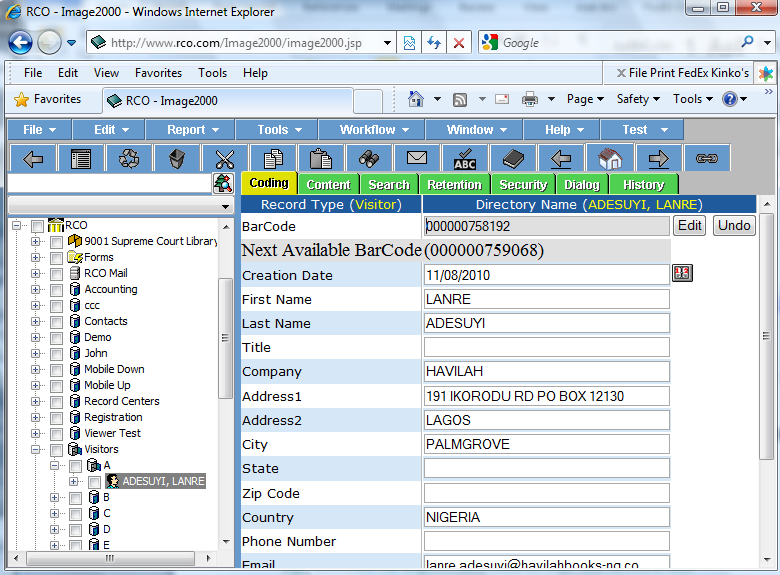 RCO - Image2000 - Windows Internet Explorer
http://www.rco.com/Image2000/image2000.jsp
Google
File Edit View Favorites Tools Help
X File Print FedEx Kinko's
Favorites
RCO - Image2000
Page Safety Tools
File Edit Report Tools Workflow Window Help Test
ABC
Coding Content Search Retention Security Dialog History
Record Type (Visitor) Directory Name (ADESUYI, LANRE)
RCO
9001 Supreme Court Library
Forms
RCO Mail
Accounting
ccc
Contacts
Demo
John
Mobile Down
Mobile Up
Record Centers
Registration
Viewer Test
Visitors
A
ADESUYI, LANRE
B
C
D
E
BarCode 000000758192 Edit Undo
Next Available BarCode (000000759068)
Creation Date 11/08/2010
First Name LANRE
Last Name ADESUYI
Title
Company HAVILAH
Address1 191 IKORODU RD PO BOX 12130
Address2 LAGOS
City PALMGROVE
State
Zip Code
Country NIGERIA
Phone Number
Email lanre.adesuyi@havilahbooks-ng.co